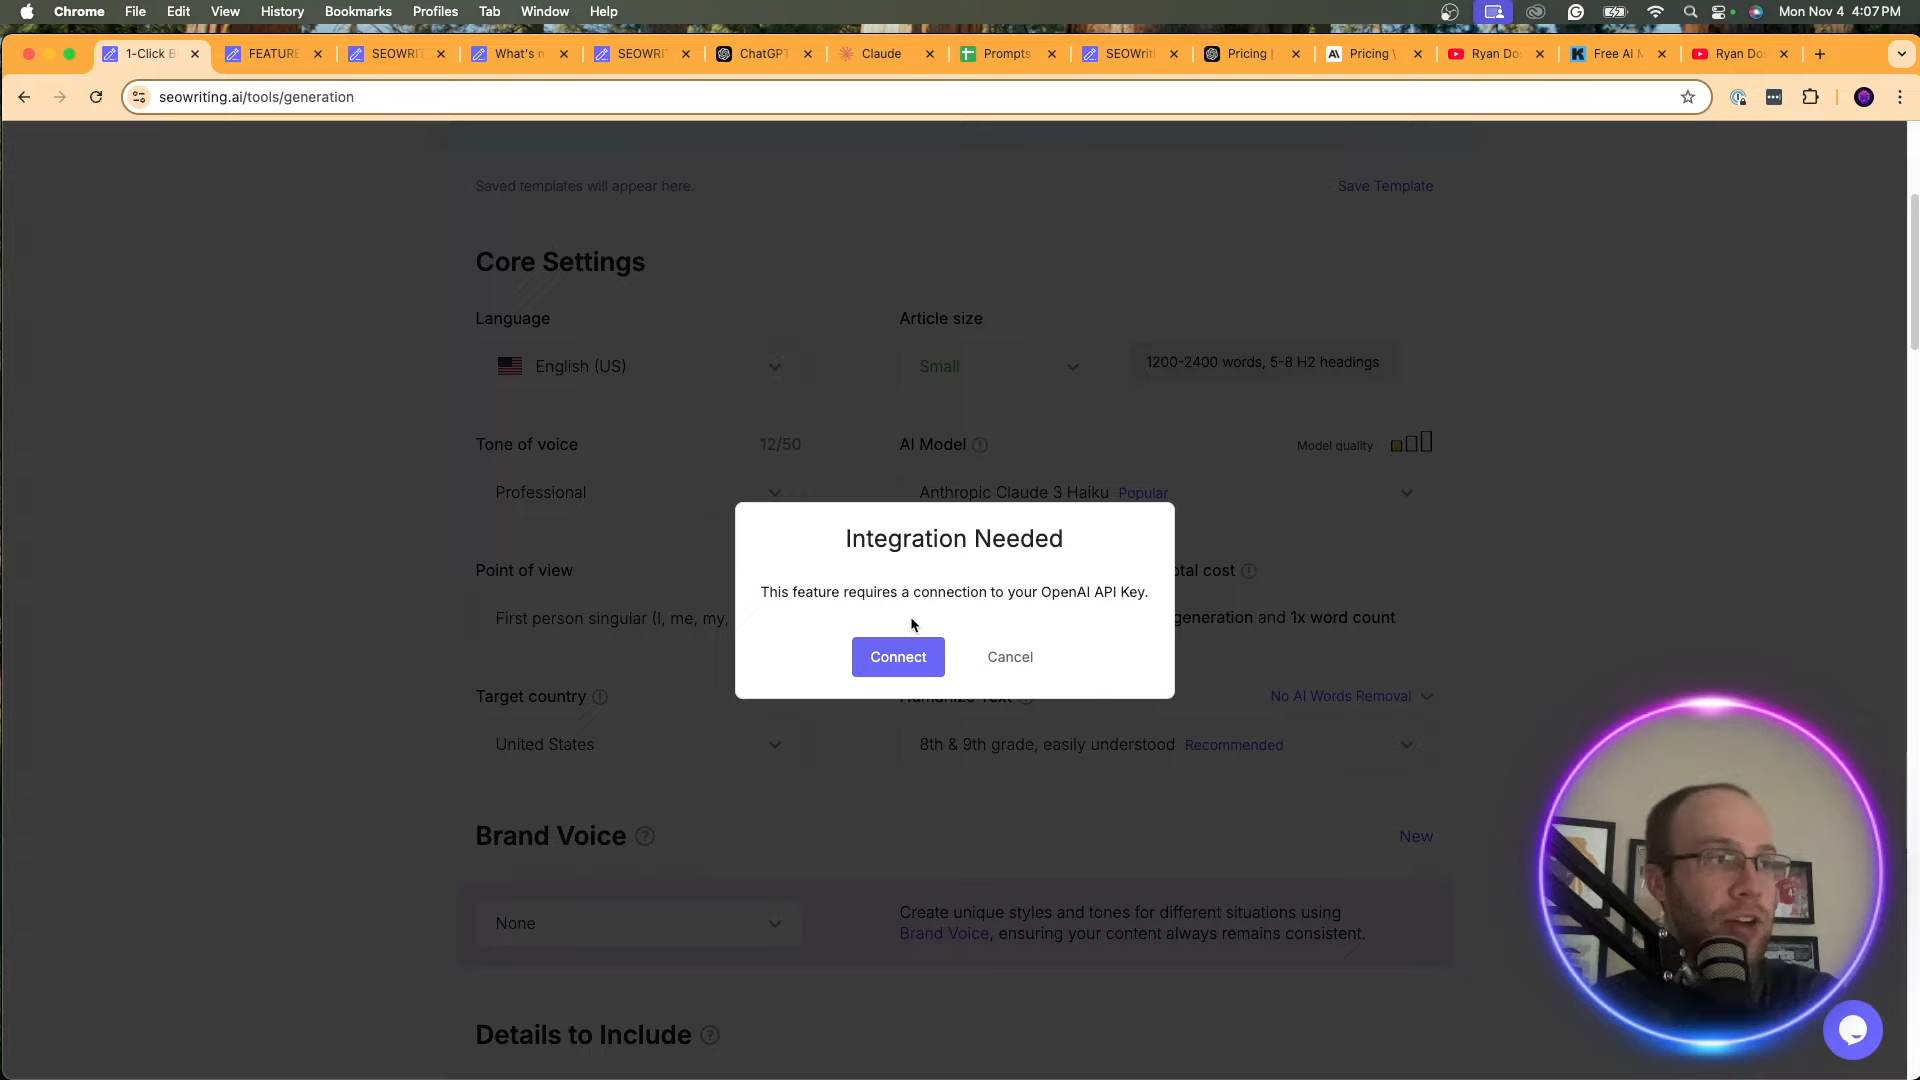 Chrome File Edit View History Bookmarks Profiles Tab Window Help Mon Nov 4 4:07 PM
1-Click B FEATURE SEOWRIT What's n SEOWRIT ChatGPT Claude Prompts SEOWriti Pricing | Pricing \ Ryan Do Free AI Ryan Do
seowriting.ai/tools/generation
Saved templates will appear here. Save Template
Core Settings
Language Article size
English (US) Small 1200-2400 words, 5-8 H2 headings
Tone of voice 12/50 AI Model Model quality
Professional Anthropic Claude 3 Haiku Popular
Integration Needed
Point of view otal cost
This feature requires a connection to your OpenAI API Key.
First person singular (I, me, my, generation and 1x word count
Connect Cancel
Target country Humanize Text No AI Words Removal
United States 8th & 9th grade, easily understood Recommended
Brand Voice New
None Create unique styles and tones for different situations using
Brand Voice, ensuring your content always remains consistent.
Details to Include